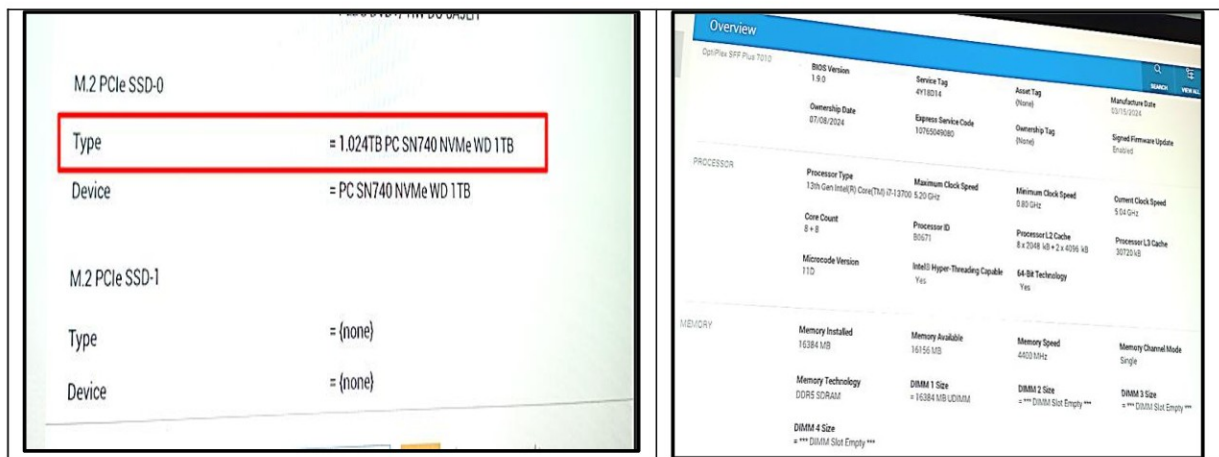 M.2 PCIe SSD-0
Type = 1.024TB PC SN740 NVMe WD 1TB
Device = PC SN740 NVMe WD 1TB
M.2 PCIe SSD-1
Type = {none}
Device = {none}
Overview
OptiPlex SFF Plus 7010
BIOS Version Service Tag Asset Tag Manufacture Date
1.9.0 4Y18D14 (None) 03/15/2024
SEARCH VIEW ALL
Ownership Date Express Service Code Ownership Tag Signed Firmware Update
07/08/2024 10765049080 (None) Enabled
PROCESSOR
Processor Type Maximum Clock Speed Minimum Clock Speed Current Clock Speed
13th Gen Intel(R) Core(TM) i7-13700 5.20 GHz 0.80 GHz 5.04 GHz
Core Count Processor ID Processor L2 Cache Processor L3 Cache
8 + 8 B0671 8 x 2048 kB + 2 x 4096 kB 30720 kB
Microcode Version Intel® Hyper-Threading Capable 64-Bit Technology
11D Yes Yes
MEMORY
Memory Installed Memory Available Memory Speed Memory Channel Mode
16384 MB 16156 MB 4400 MHz Single
Memory Technology DIMM 1 Size DIMM 2 Size DIMM 3 Size
DDR5 SDRAM = 16384 MB UDIMM = *** DIMM Slot Empty *** = *** DIMM Slot Empty ***
DIMM 4 Size
= *** DIMM Slot Empty ***